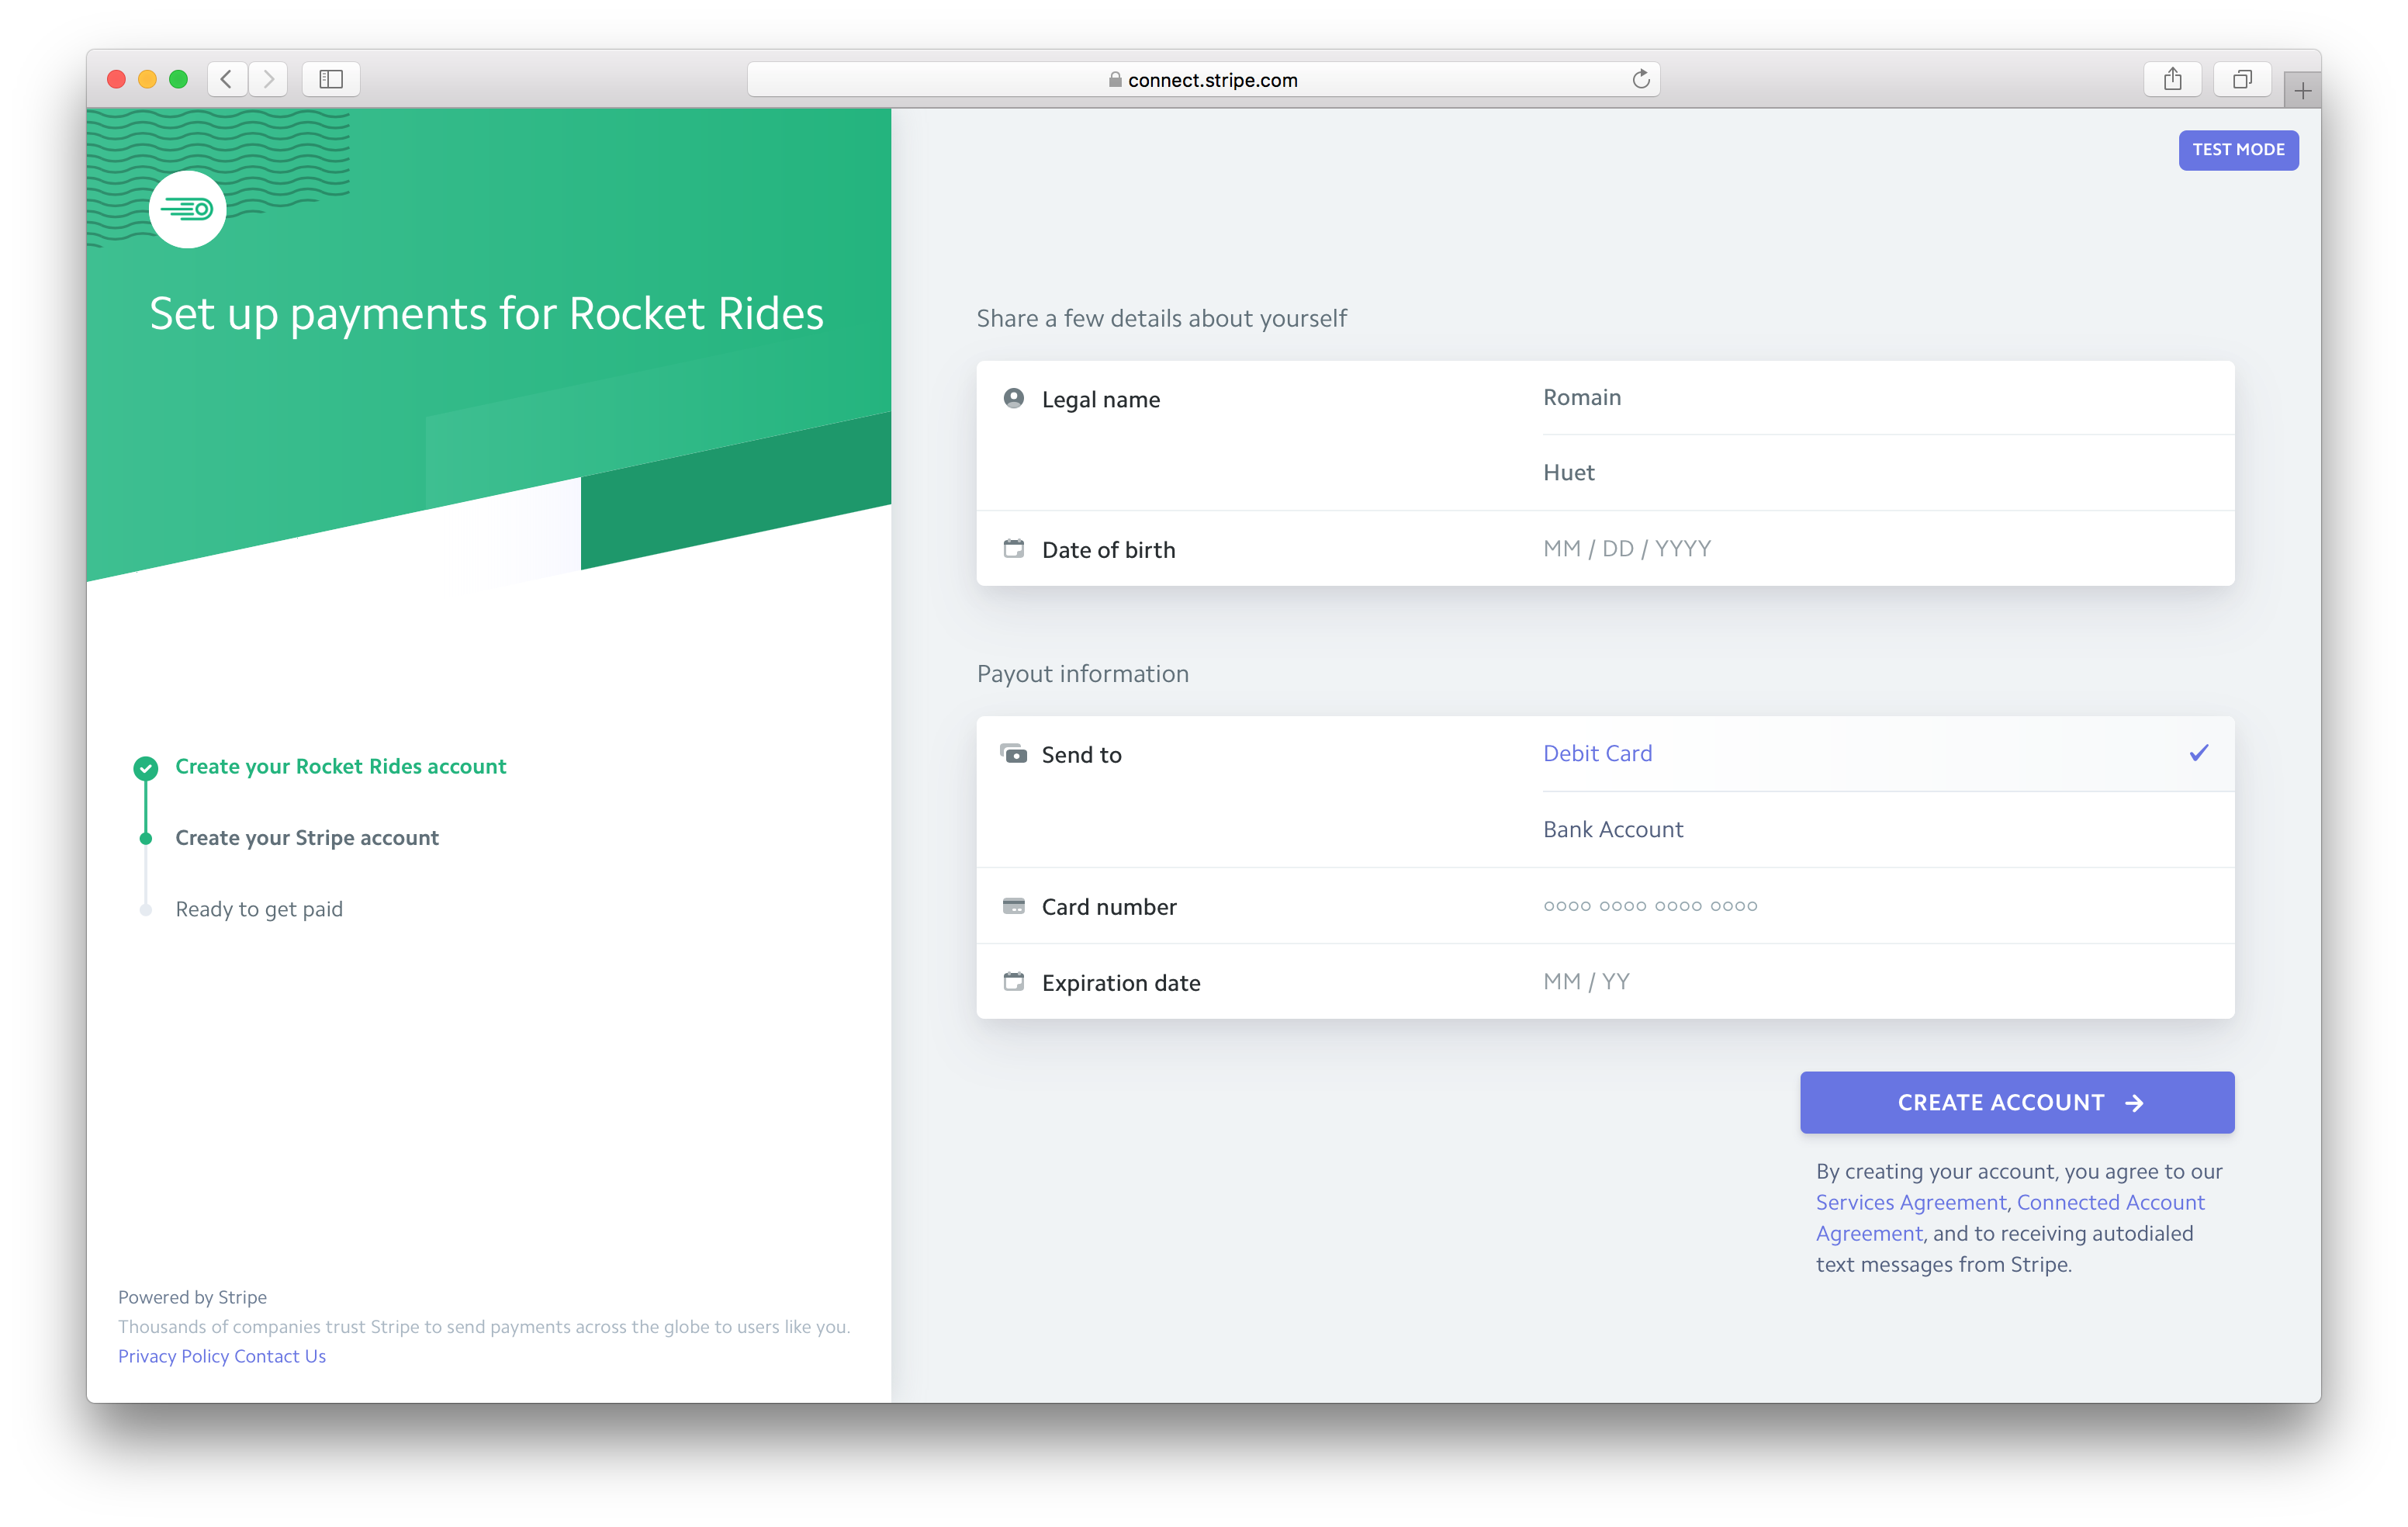 connect.stripe.com
TEST MODE
Set up payments for Rocket Rides
Create your Rocket Rides account
Create your Stripe account
Ready to get paid
Powered by Stripe
Thousands of companies trust Stripe to send payments across the globe to users like you.
Privacy Policy Contact Us
Share a few details about yourself
Legal name
Romain
Huet
Date of birth
MM / DD / YYYY
Payout information
Send to
Debit Card
Bank Account
Card number
○○○○ ○○○○ ○○○○ ○○○○
Expiration date
MM / YY
CREATE ACCOUNT →
By creating your account, you agree to our
Services Agreement, Connected Account
Agreement, and to receiving autodialed
text messages from Stripe.